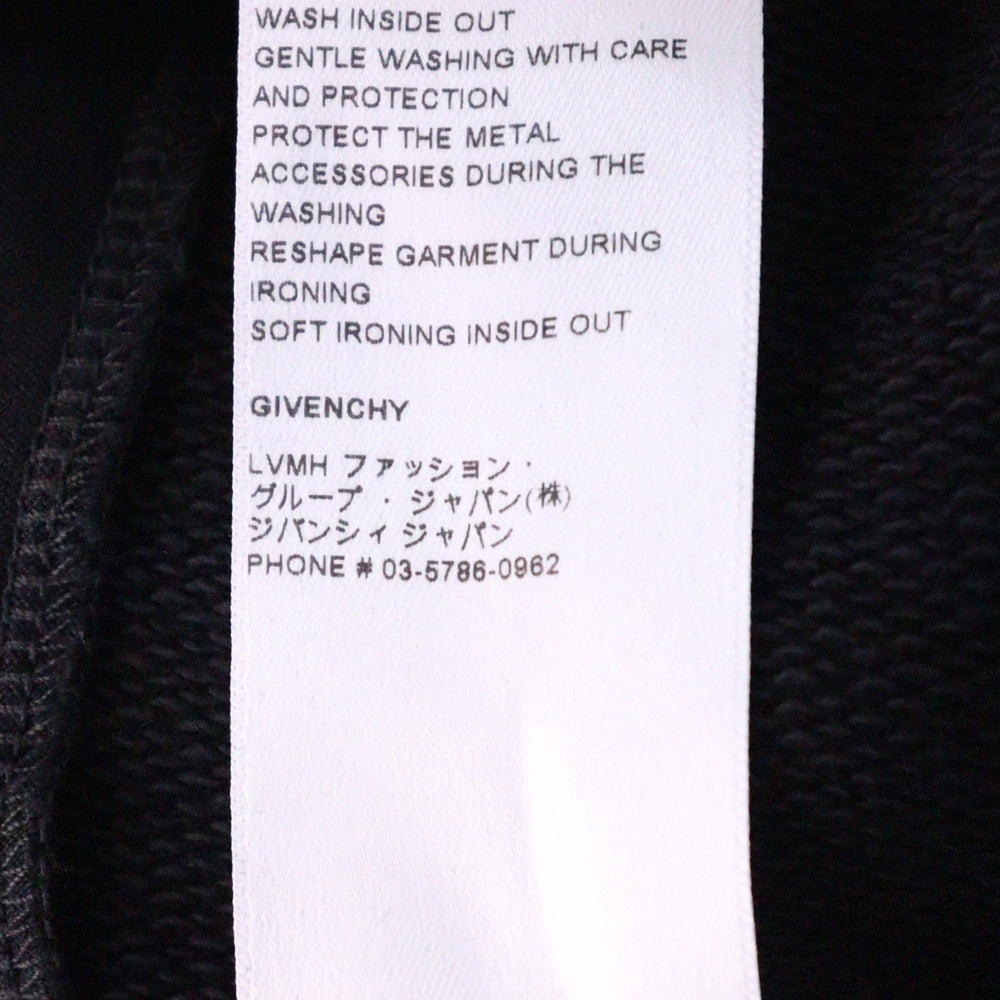 WASH INSIDE OUT
GENTLE WASHING WITH CARE
AND PROTECTION
PROTECT THE METAL
ACCESSORIES DURING THE
WASHING
RESHAPE GARMENT DURING
IRONING
SOFT IRONING INSIDE OUT
GIVENCHY
LVMH ファッション・
グループ・ジャパン(株)
ジバンシィ ジャパン
PHONE # 03-5786-0962